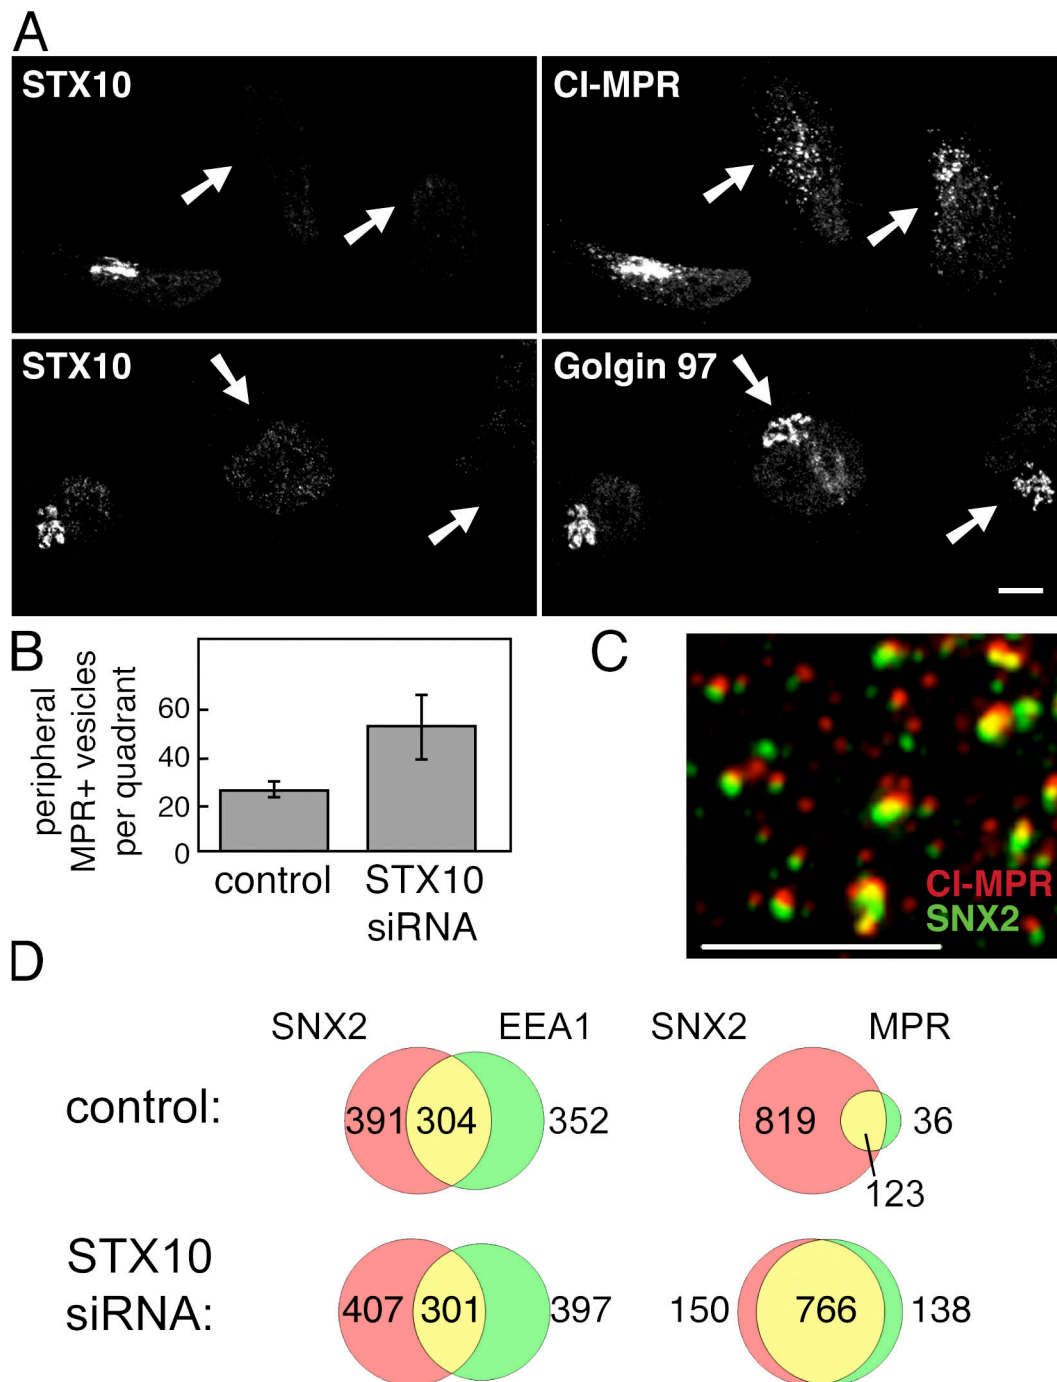 A
STX10
CI-MPR
STX10
Golgin 97
B
peripheral
MPR+ vesicles
per quadrant
60
40
20
0
control
STX10
siRNA
C
CI-MPR
SNX2
D
SNX2
EEA1
SNX2
MPR
control:
391
304
352
819
36
123
STX10
siRNA:
407
301
397
150
766
138